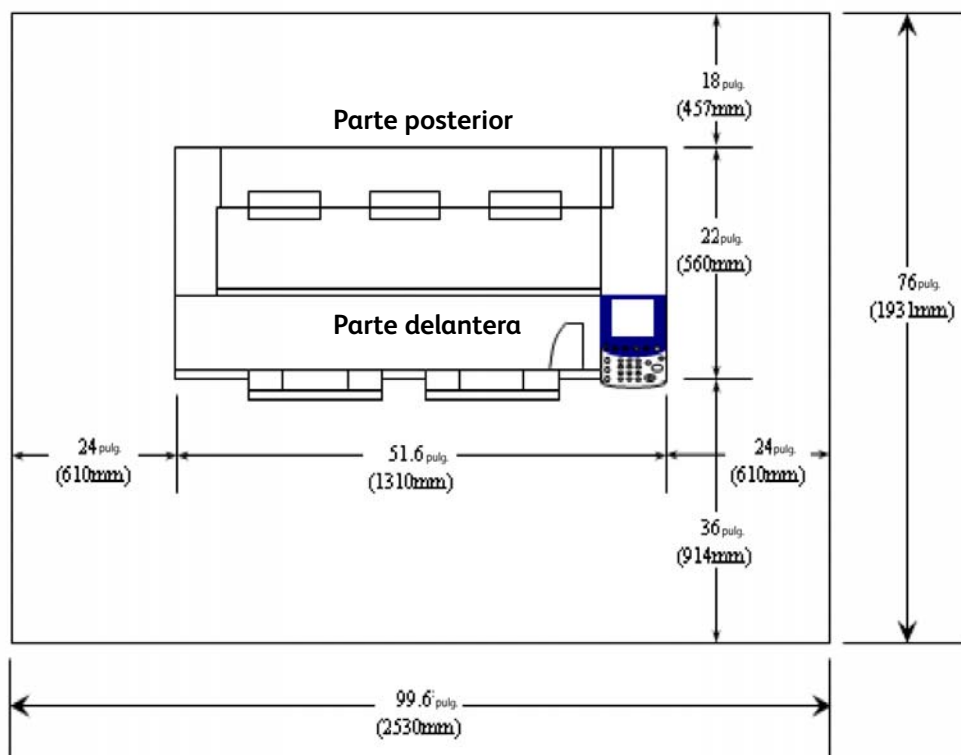 18 pulg.
(457mm)
Parte posterior
22 pulg.
(560mm)
76 pulg.
(1931mm)
Parte delantera
24 pulg.
(610mm)
51.6 pulg.
(1310mm)
24 pulg.
(610mm)
36 pulg.
(914mm)
99.6 pulg.
(2530mm)